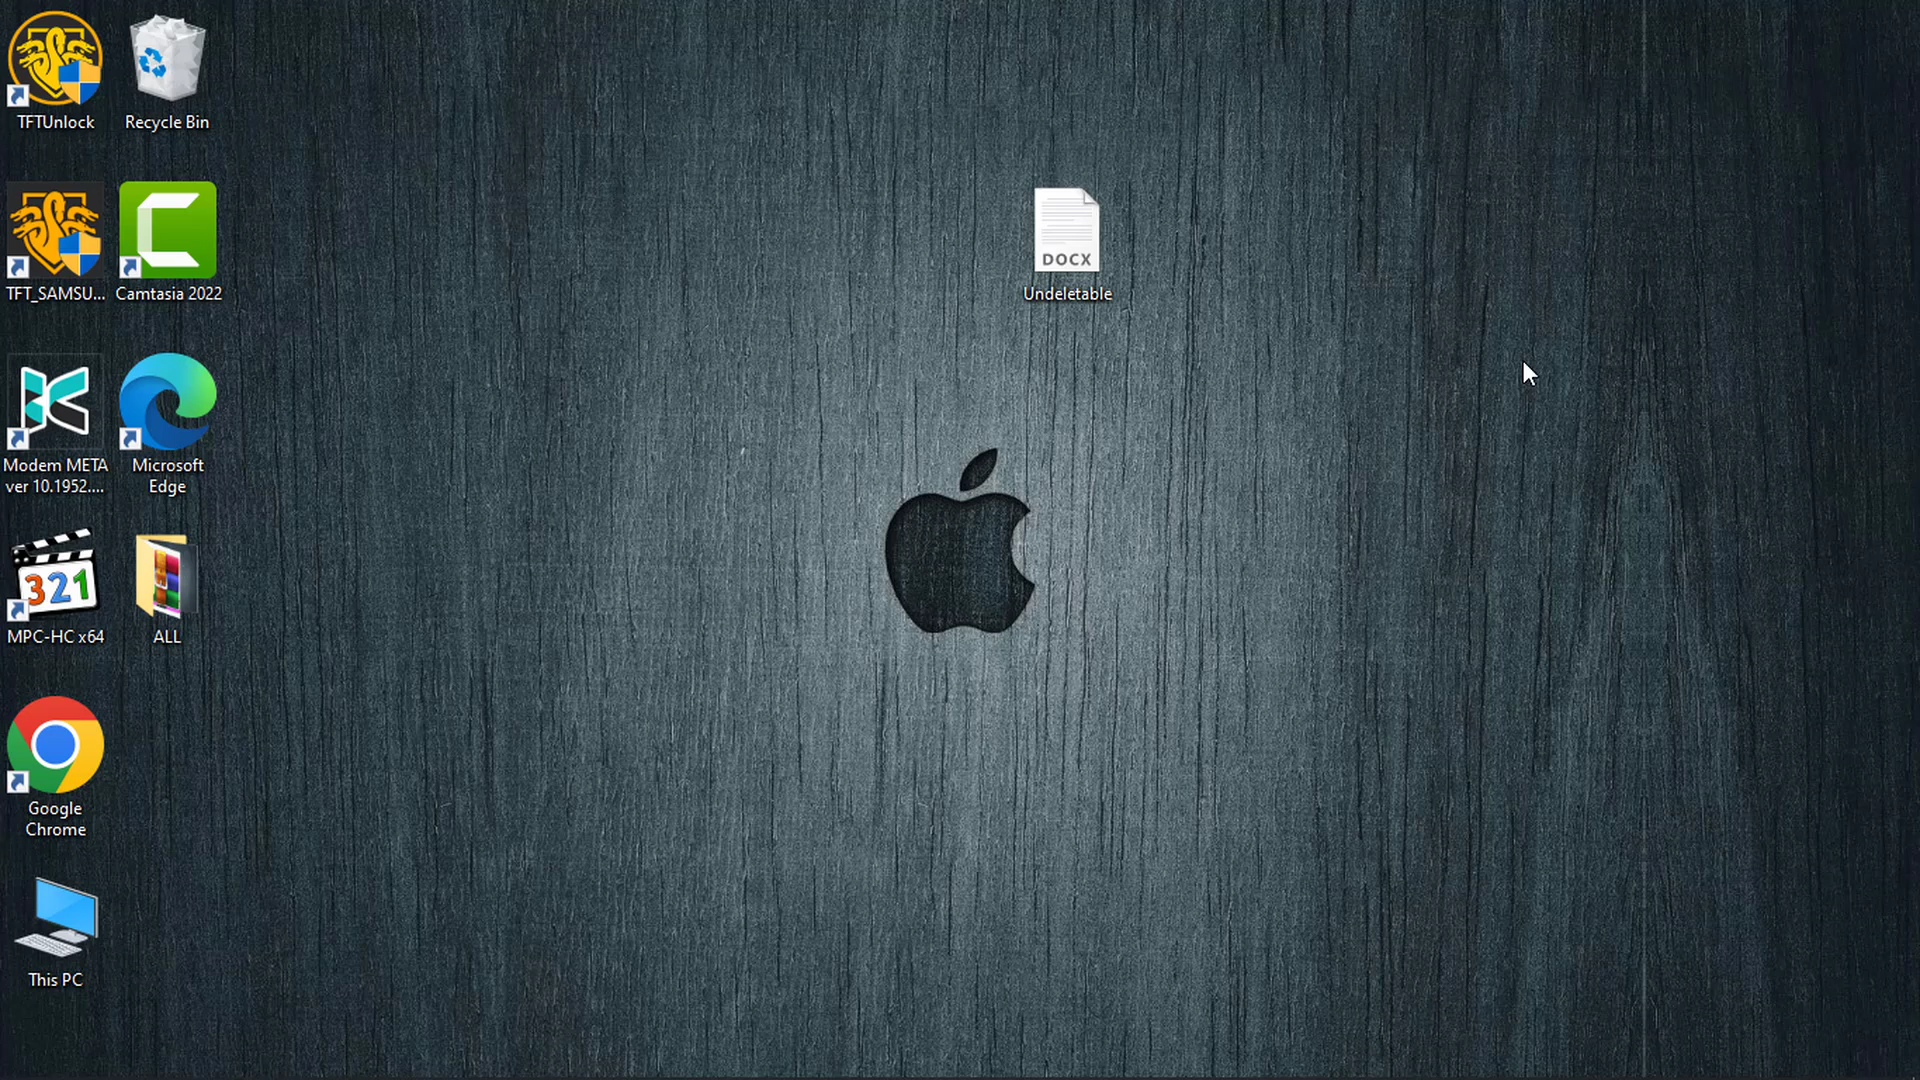 TFTUnlock
Recycle Bin
TFT_SAMSU...
Camtasia 2022
DOCX
Undeletable
Modem META
ver 10.1952....
Microsoft
Edge
321
MPC-HC x64
ALL
Google
Chrome
This PC